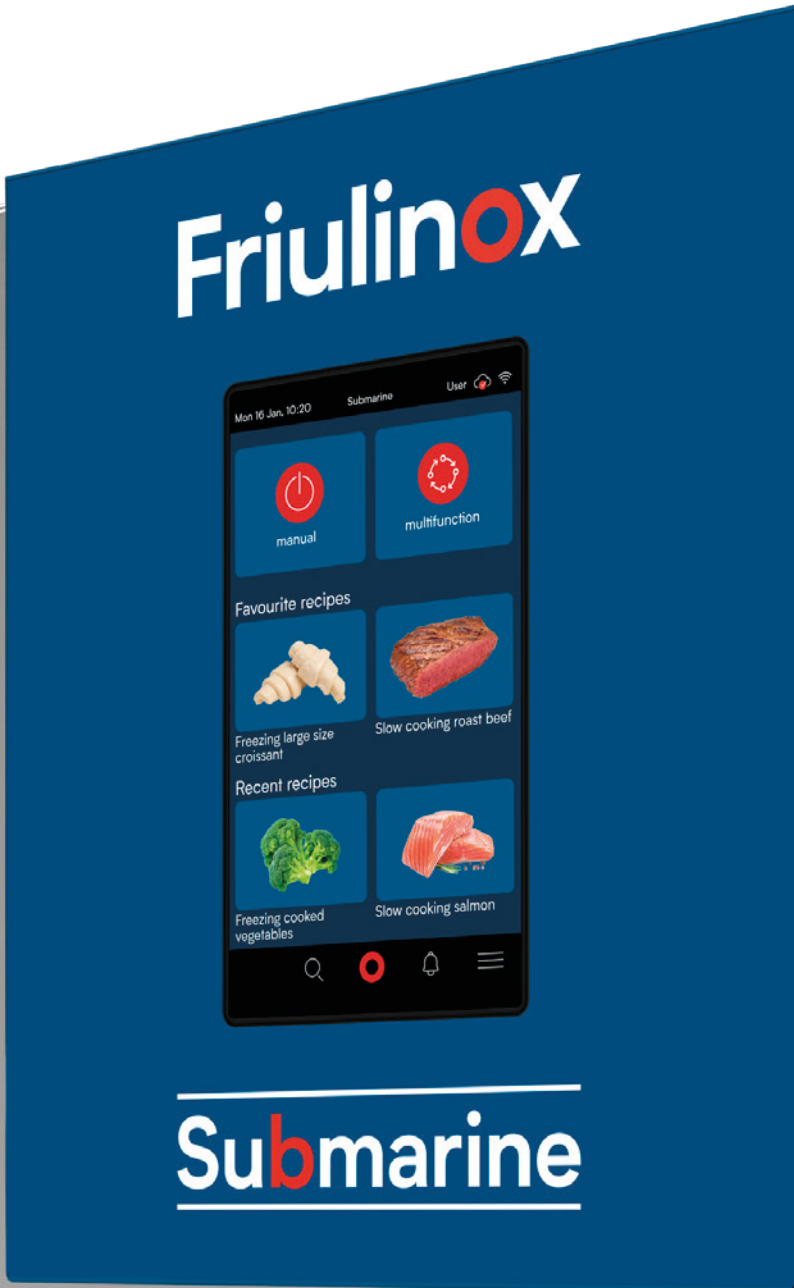 Friulinox
Mon 16 Jan, 10:20 Submarine User
manual multifunction
Favourite recipes
Freezing large size
croissant
Slow cooking roast beef
Recent recipes
Freezing cooked
vegetables
Slow cooking salmon
Submarine